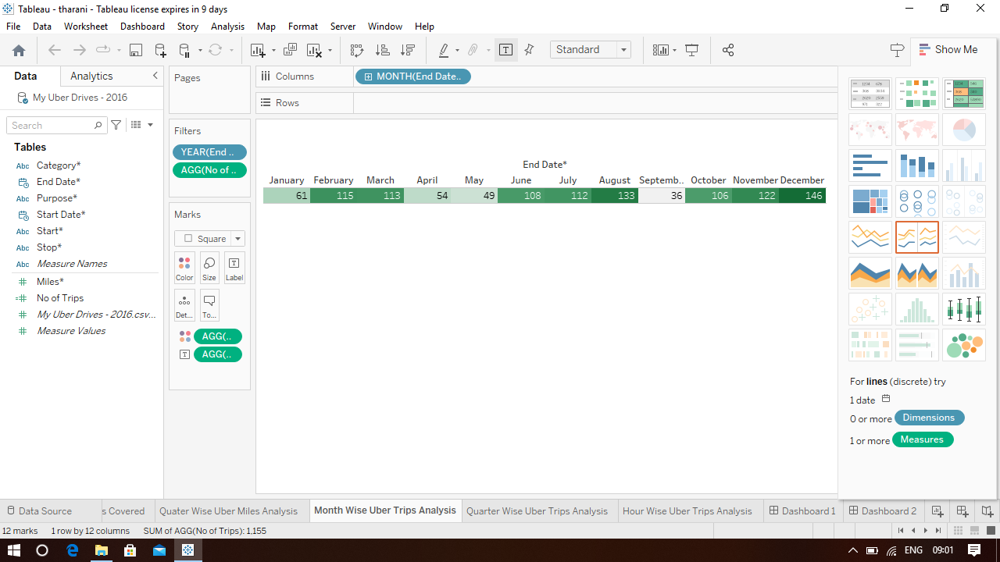 Tableau - tharani - Tableau license expires in 9 days
File Data Worksheet Dashboard Story Analysis Map Format Server Window Help
Standard
Show Me
Data Analytics
My Uber Drives - 2016
Search
Tables
Abc Category*
End Date*
Abc Purpose*
Start Date*
Abc Start*
Abc Stop*
Abc Measure Names
Miles*
No of Trips
My Uber Drives - 2016.csv...
Measure Values
Pages
Filters
YEAR(End ..
AGG(No of ..
Marks
Square
Color Size Label
Det... To...
AGG(..
AGG(..
Columns MONTH(End Date..
Rows
End Date*
January February March April May June July August Septemb.. October November December
61 115 113 54 49 108 112 133 36 106 122 146
For lines (discrete) try
1 date
0 or more Dimensions
1 or more Measures
Data Source s Covered Quater Wise Uber Miles Analysis Month Wise Uber Trips Analysis Quarter Wise Uber Trips Analysis Hour Wise Uber Trips Analysis Dashboard 1 Dashboard 2
12 marks 1 row by 12 columns SUM of AGG(No of Trips): 1,155
ENG 09:01